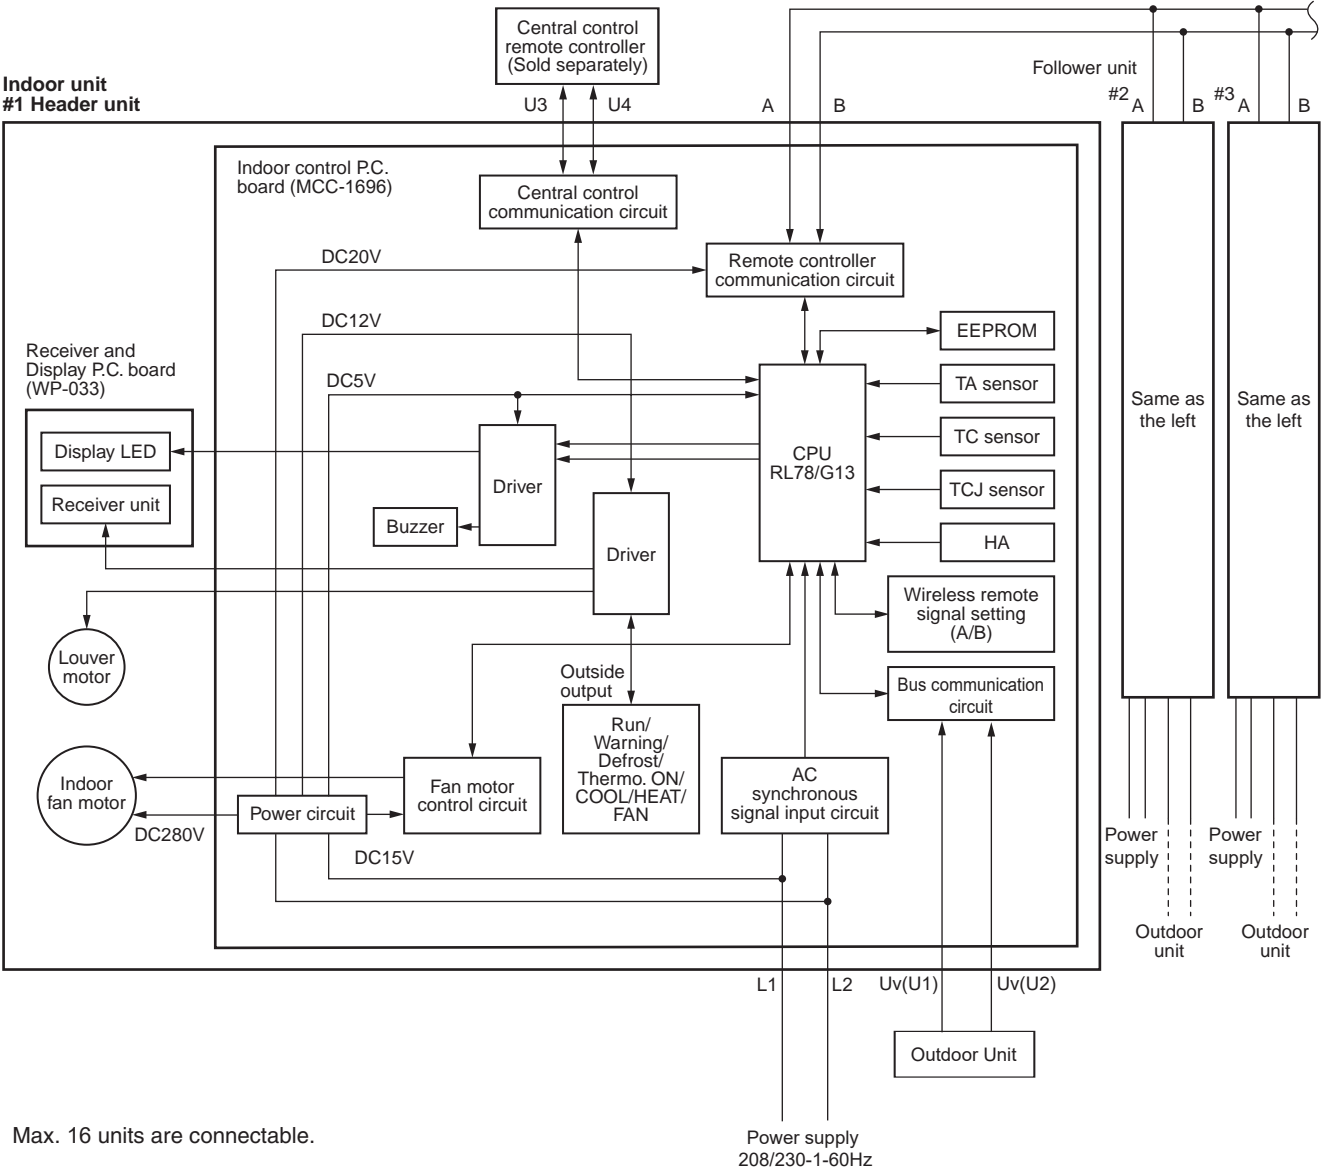 Central control
remote controller
(Sold separately)
Indoor unit
#1 Header unit
U3
U4
A
B
Follower unit
#2
A
B
#3
A
B
Indoor control P.C.
board (MCC-1696)
Central control
communication circuit
DC20V
Remote controller
communication circuit
DC12V
EEPROM
Receiver and
Display P.C. board
(WP-033)
DC5V
TA sensor
Same as
the left
Same as
the left
Display LED
CPU
RL78/G13
TC sensor
Driver
TCJ sensor
Receiver unit
Buzzer
HA
Driver
Wireless remote
signal setting
(A/B)
Louver
motor
Outside
output
Bus communication
circuit
Run/
Warning/
Defrost/
Thermo. ON/
COOL/HEAT/
FAN
Indoor
fan motor
Fan motor
control circuit
AC
synchronous
signal input circuit
Power circuit
DC280V
DC15V
Power
supply
Power
supply
Outdoor
unit
Outdoor
unit
L1
L2
Uv(U1)
Uv(U2)
Outdoor Unit
Max. 16 units are connectable.
Power supply
208/230-1-60Hz